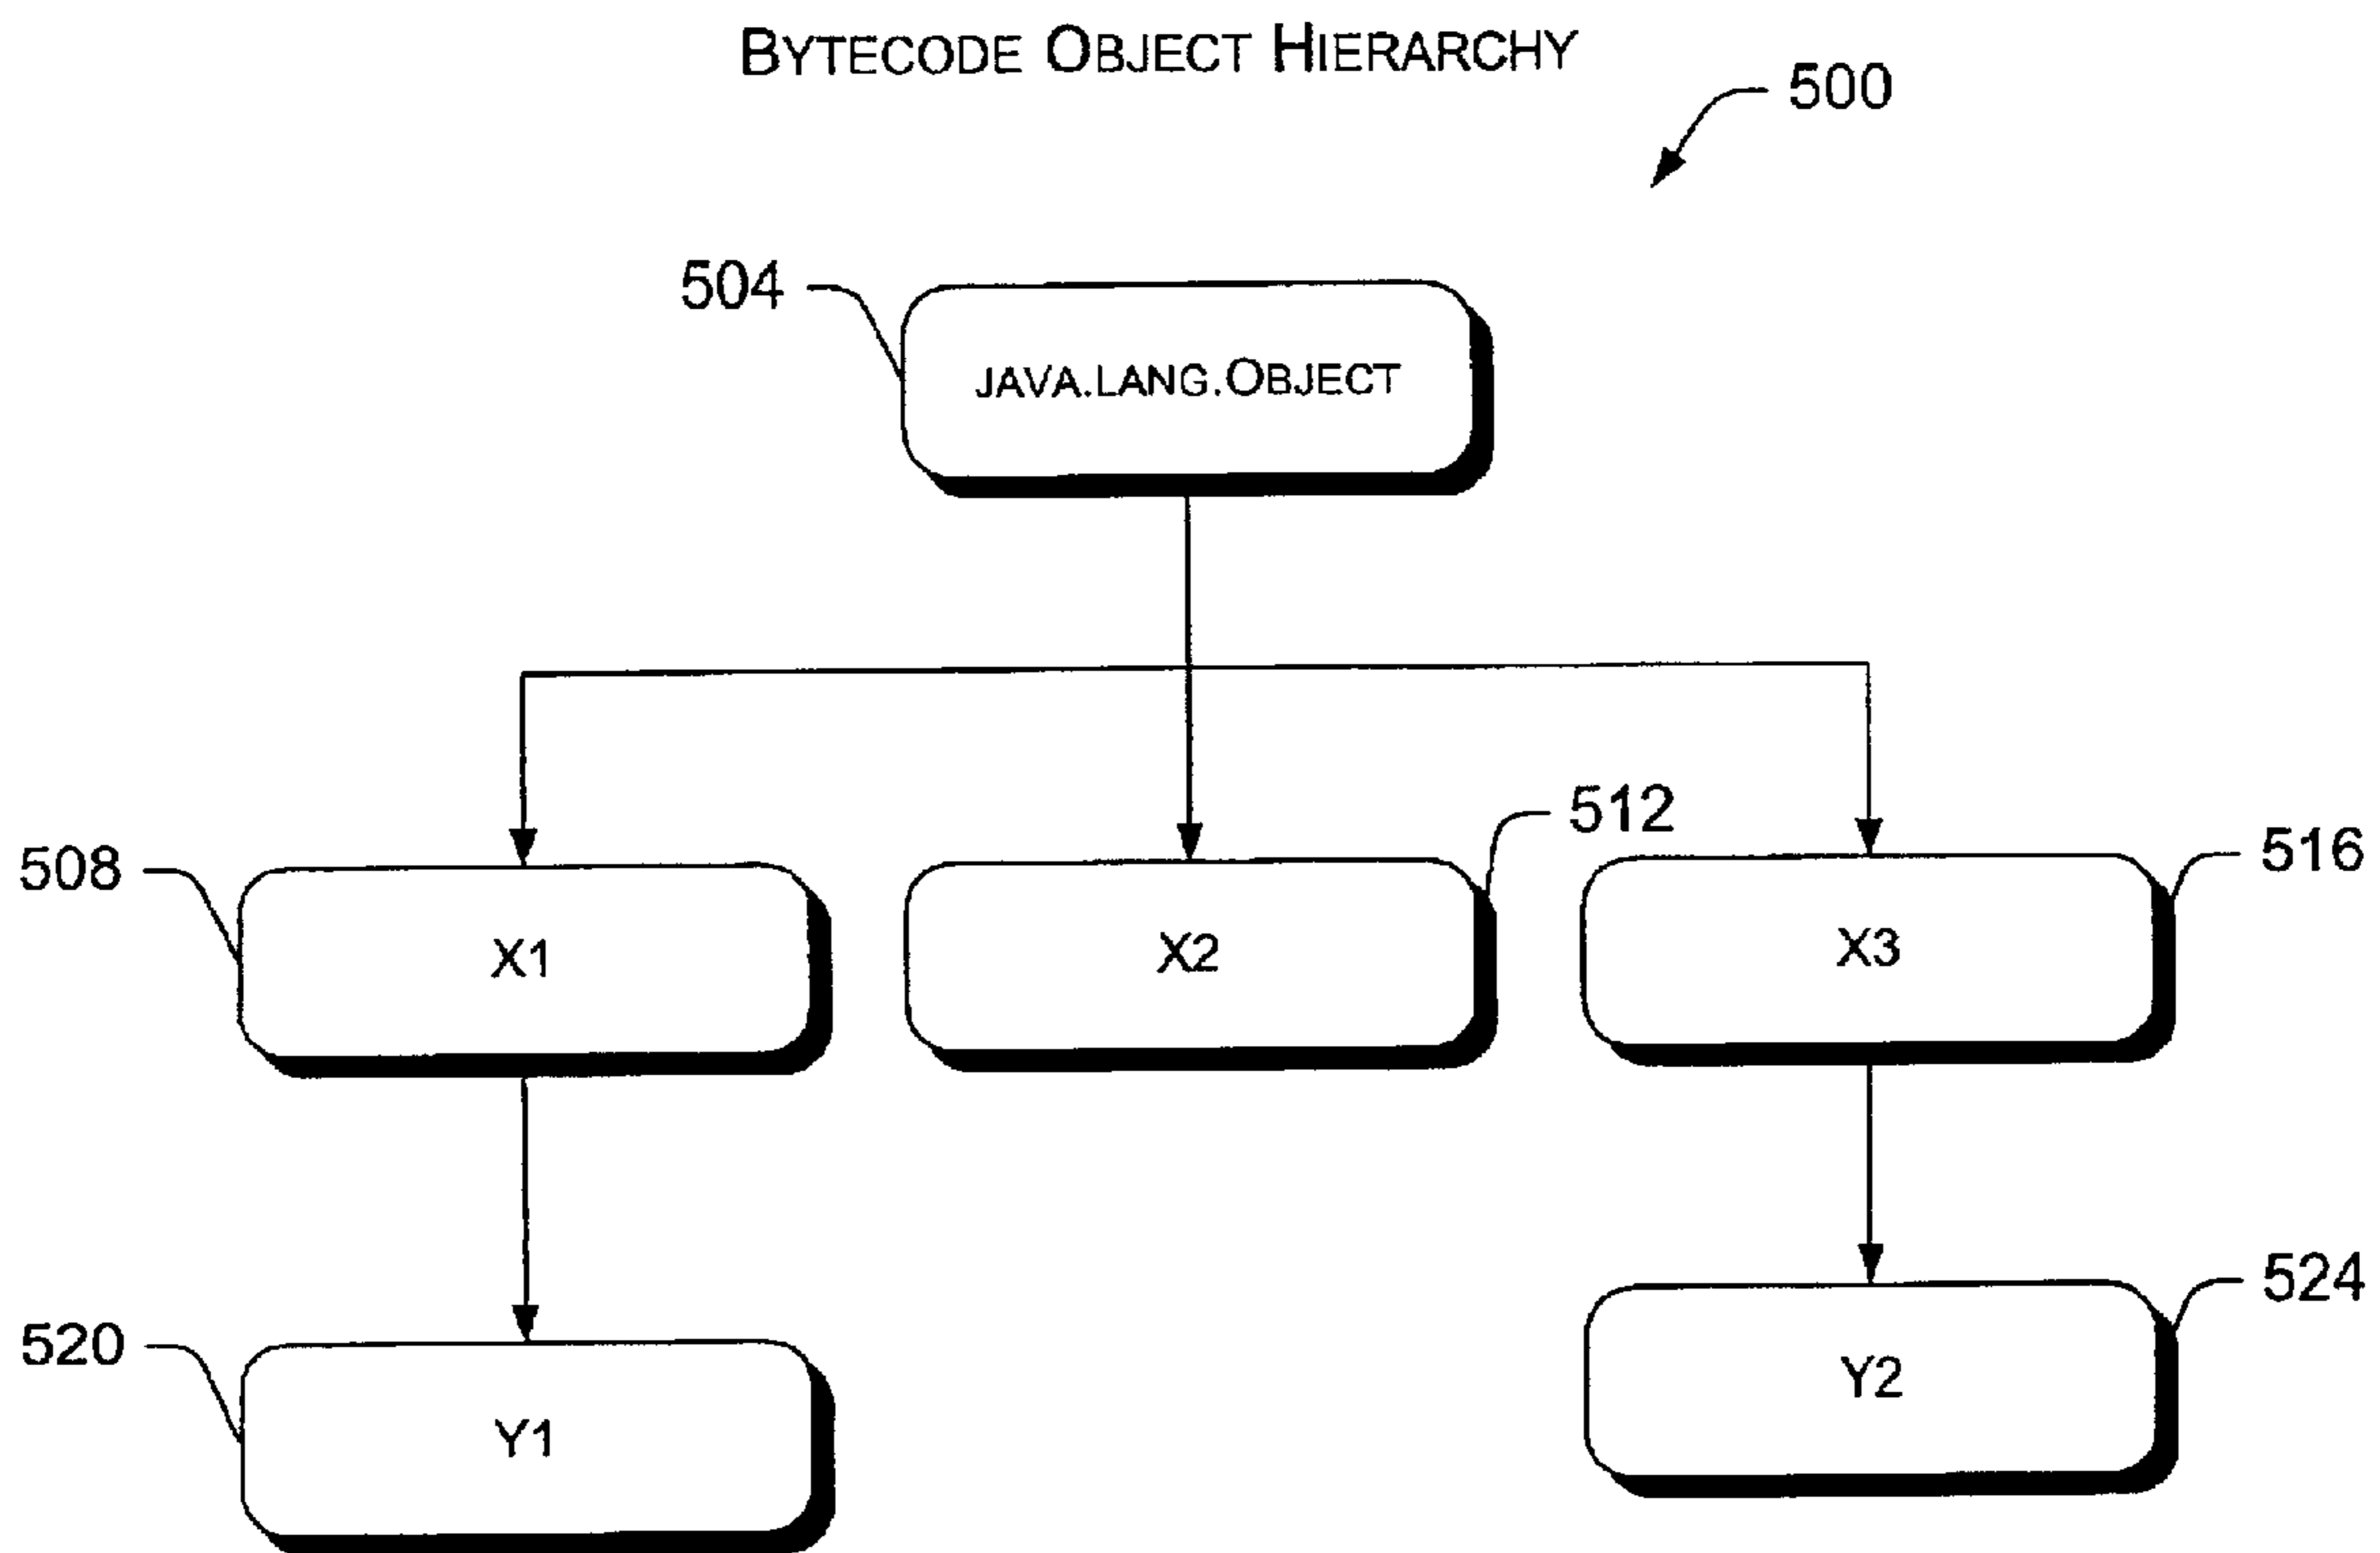 BYTECODE OBJECT HIERARCHY
500
504
JAVA.LANG.OBJECT
508
512
516
X1
X2
X3
520
524
Y1
Y2